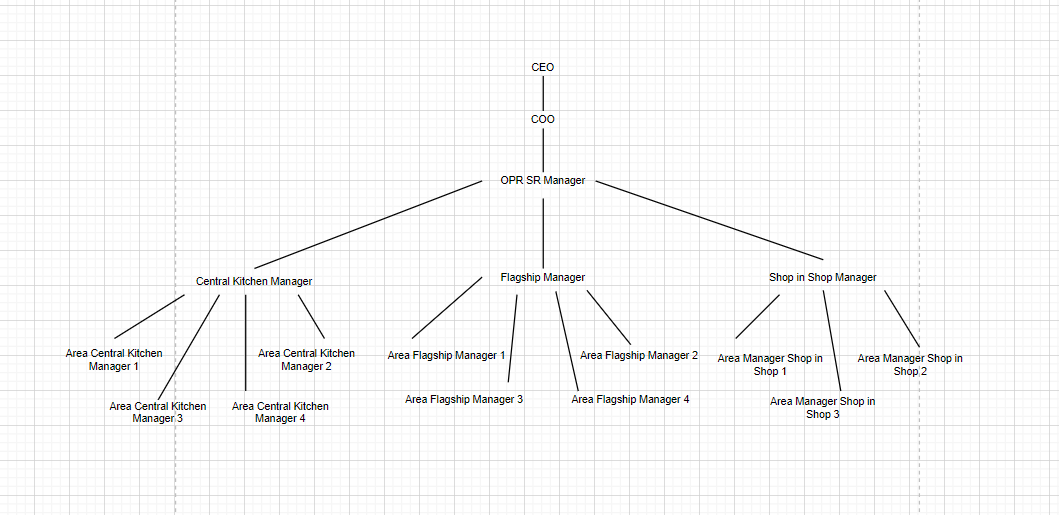 CEO
COO
OPR SR Manager
Central Kitchen Manager
Flagship Manager
Shop in Shop Manager
Area Central Kitchen
Manager 1
Area Central Kitchen
Manager 2
Area Flagship Manager 1
Area Flagship Manager 2
Area Manager Shop in
Shop 1
Area Manager Shop in
Shop 2
Area Central Kitchen
Manager 3
Area Central Kitchen
Manager 4
Area Flagship Manager 3
Area Flagship Manager 4
Area Manager Shop in
Shop 3